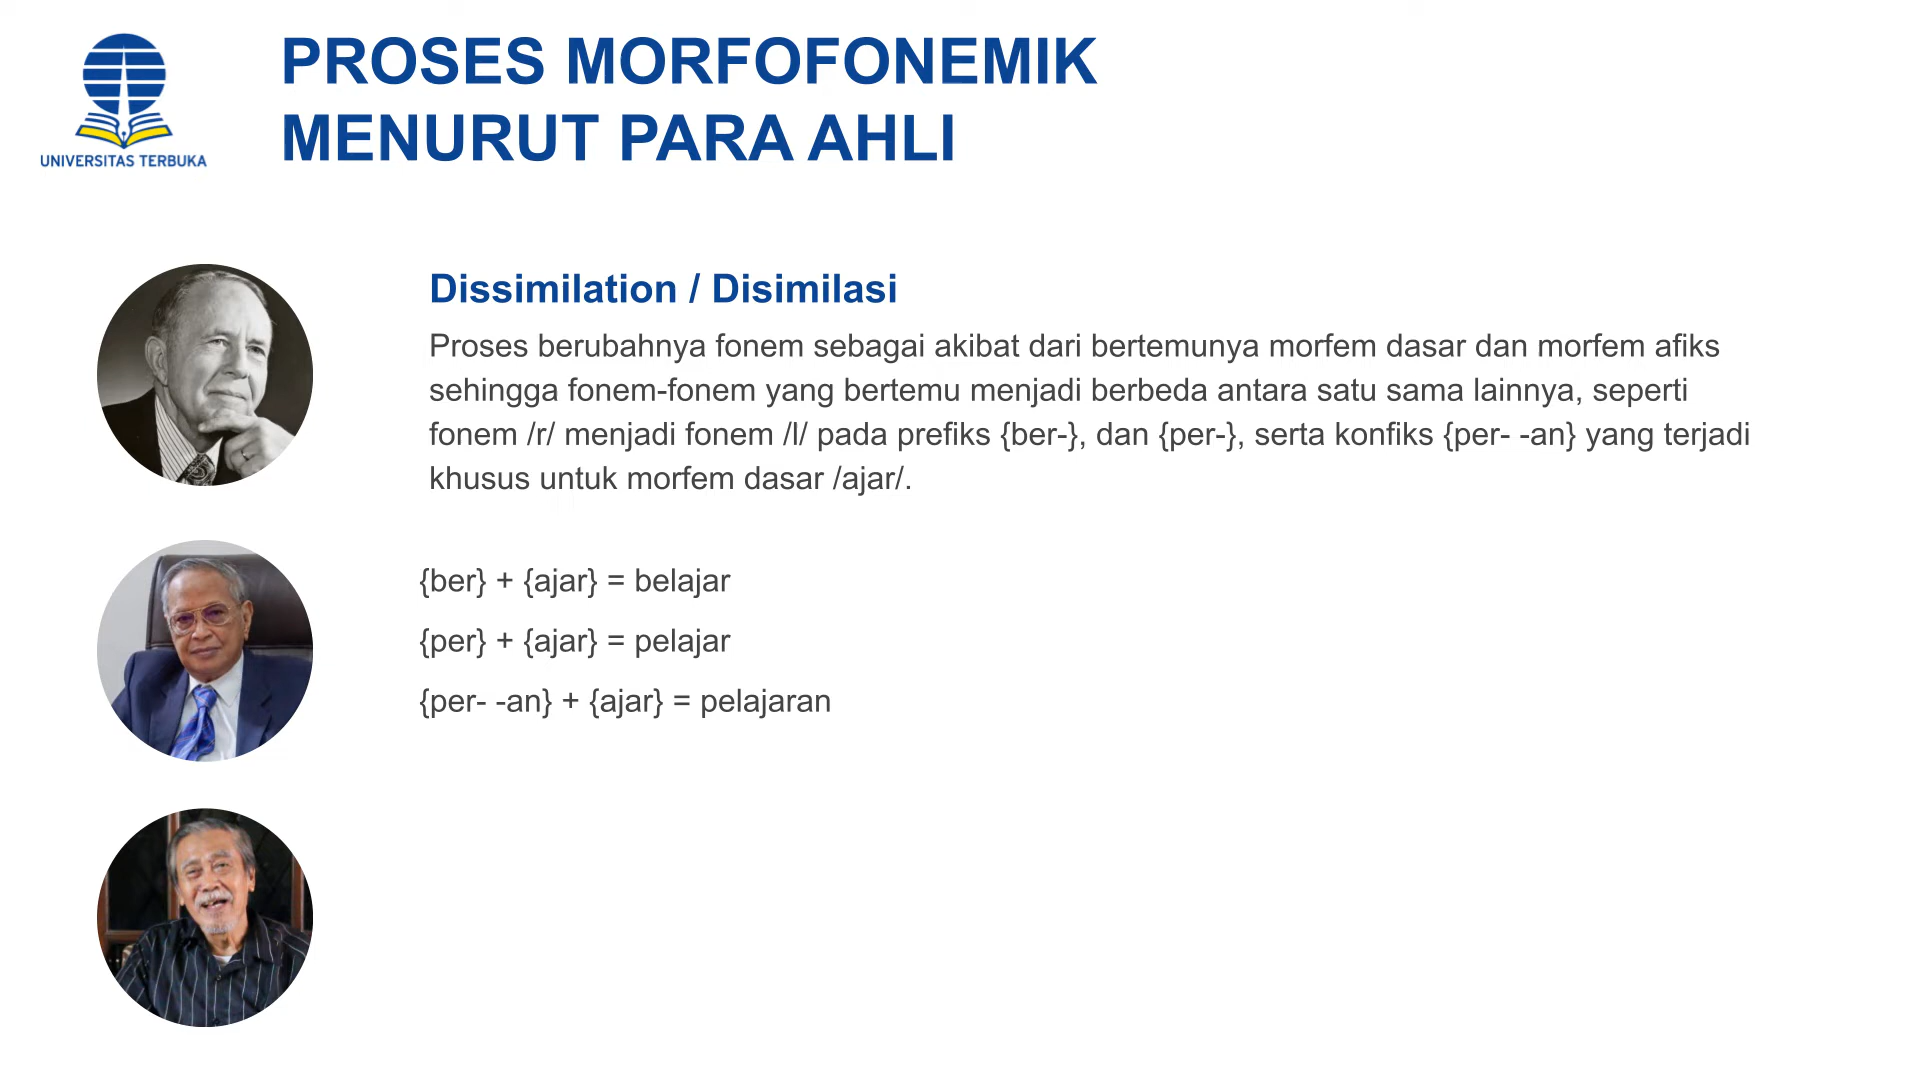 PROSES MORFOFONEMIK
MENURUT PARA AHLI
UNIVERSITAS TERBUKA
Dissimilation / Disimilasi
Proses berubahnya fonem sebagai akibat dari bertemunya morfem dasar dan morfem afiks
sehingga fonem-fonem yang bertemu menjadi berbeda antara satu sama lainnya, seperti
fonem /r/ menjadi fonem /l/ pada prefiks {ber-}, dan {per-}, serta konfiks {per- -an} yang terjadi
khusus untuk morfem dasar /ajar/.
{ber} + {ajar} = belajar
{per} + {ajar} = pelajar
{per- -an} + {ajar} = pelajaran